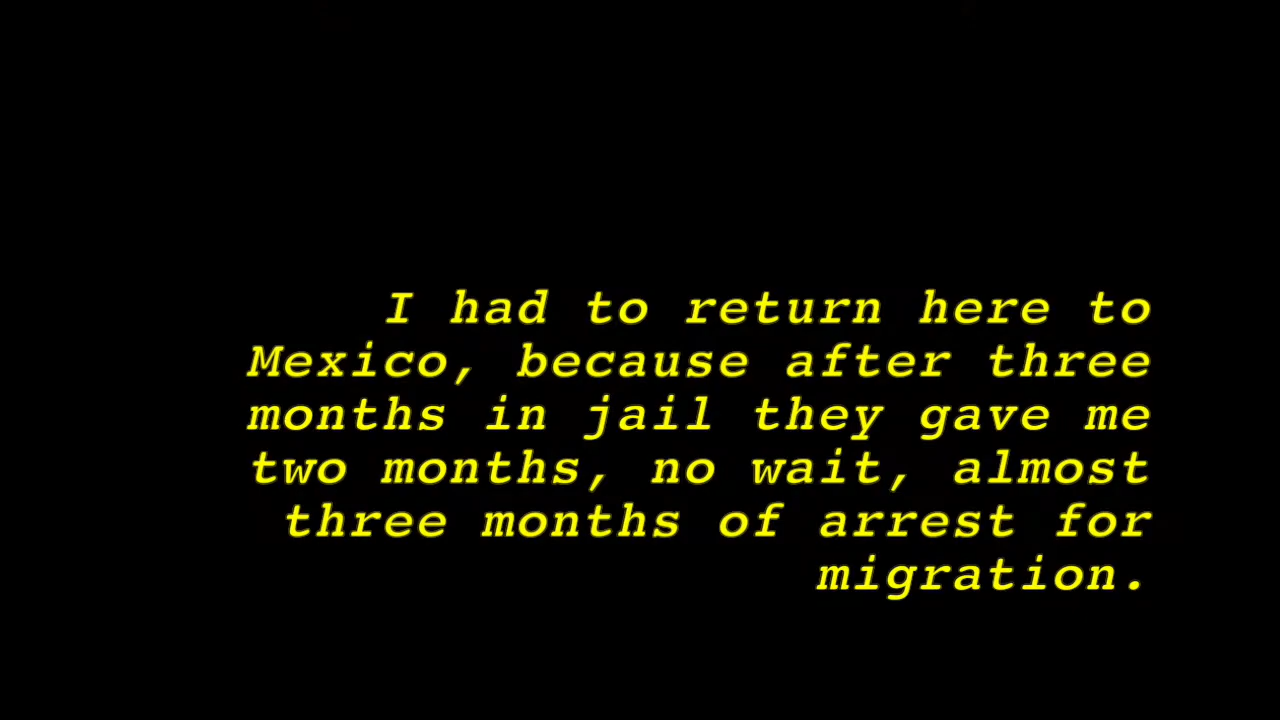 I had to return here to
Mexico, because after three
months in jail they gave me
two months, no wait, almost
three months of arrest for
migration.